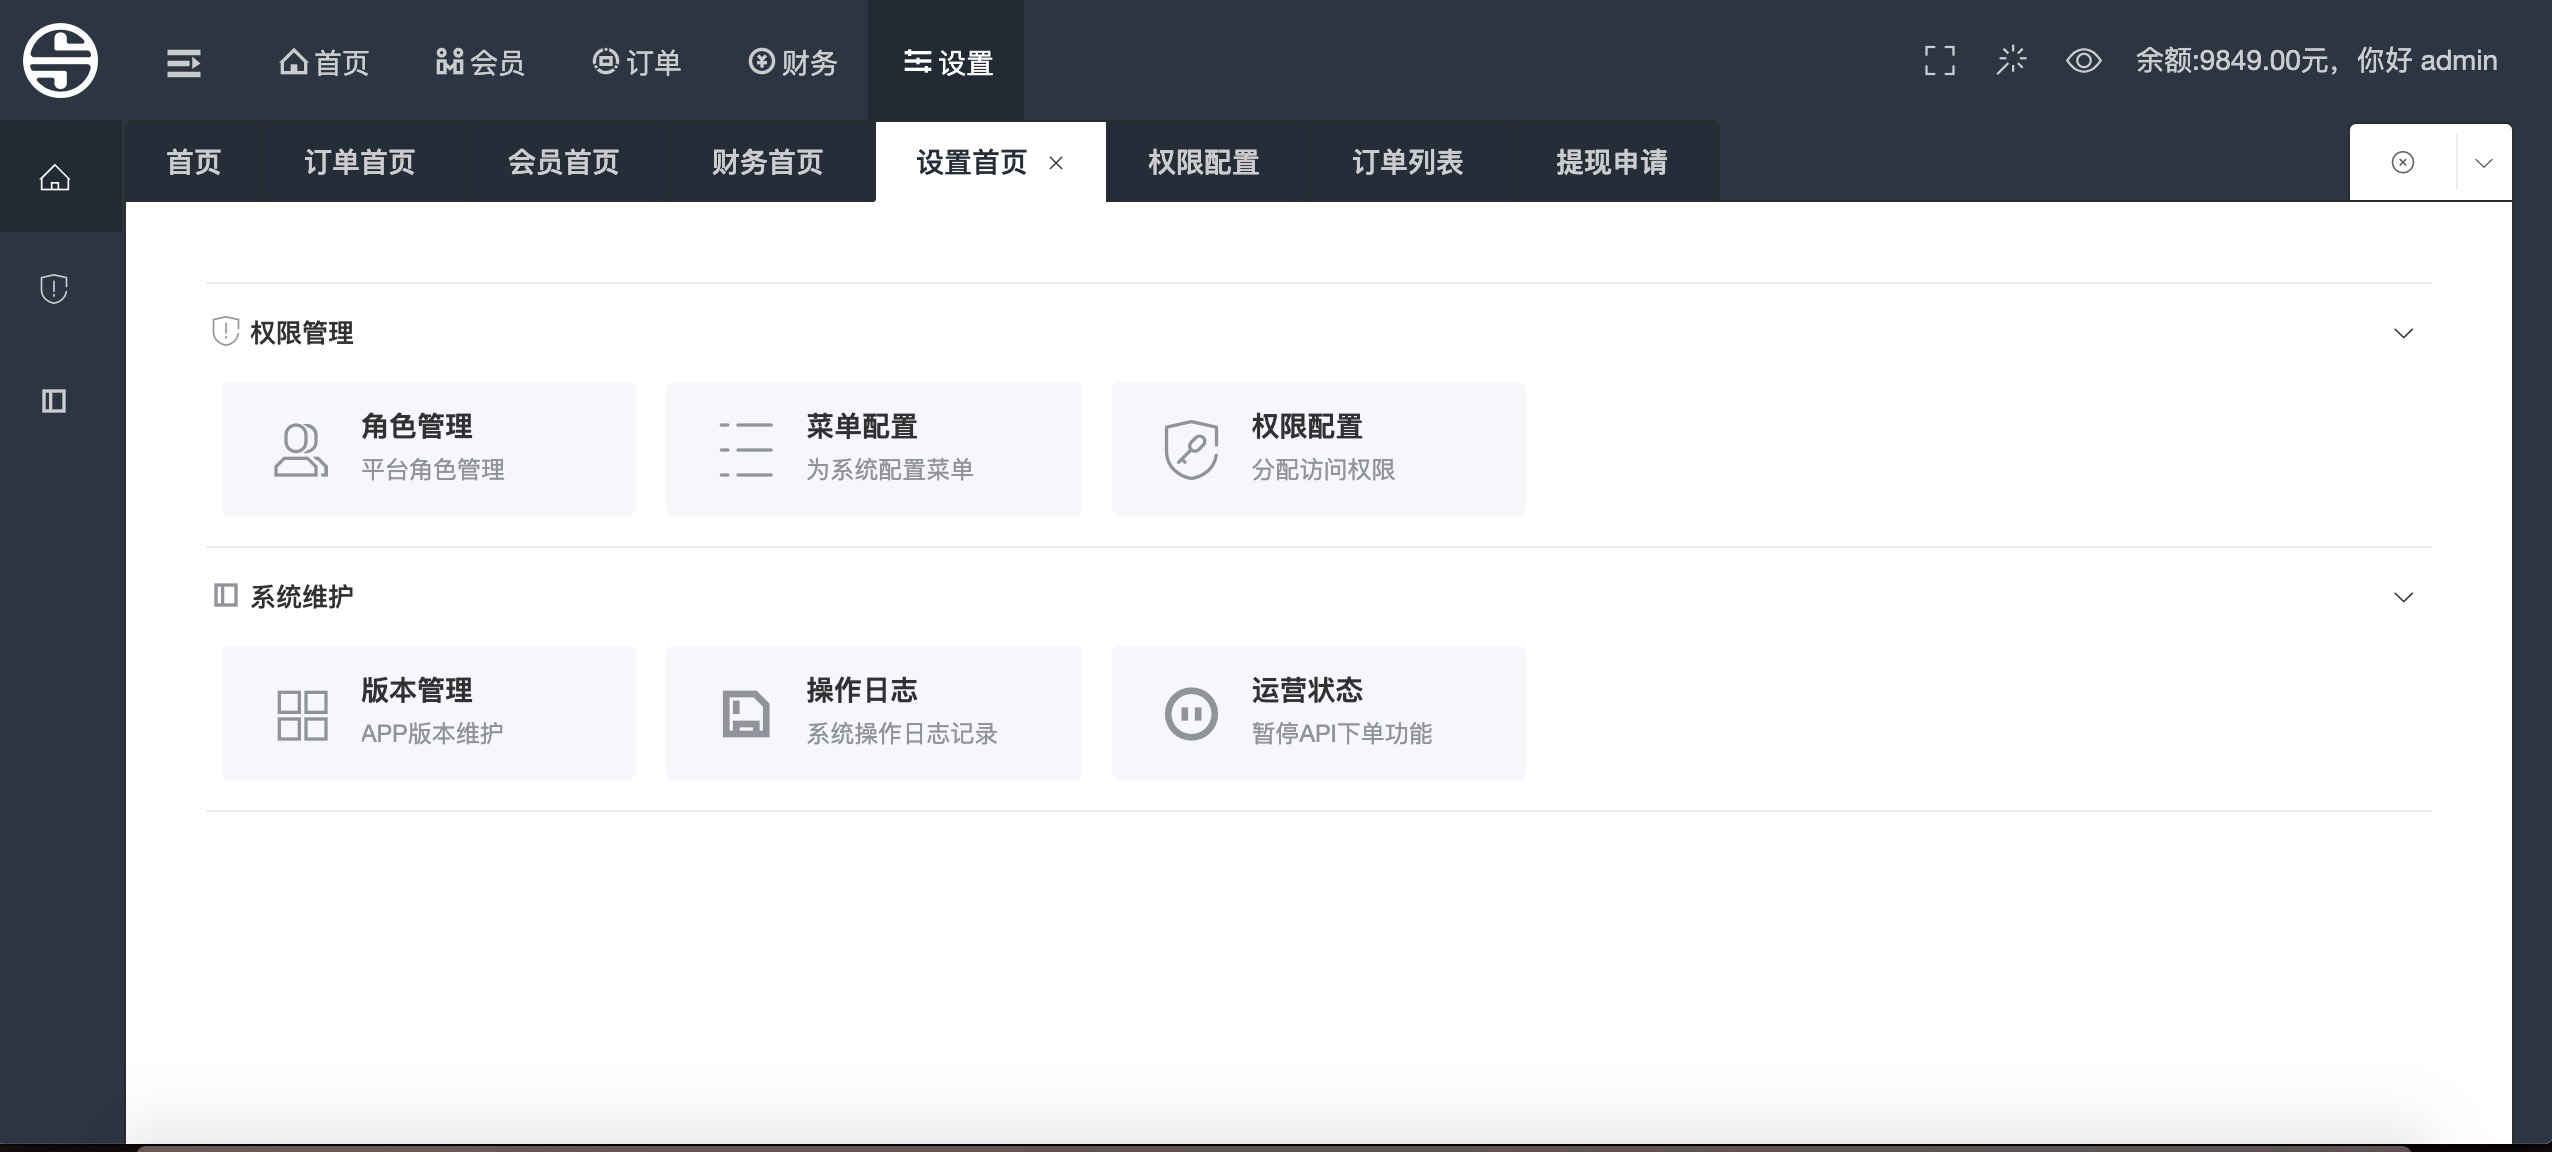 首页 会员 订单 财务 设置 余额:9849.00元，你好 admin
首页 订单首页 会员首页 财务首页 设置首页 权限配置 订单列表 提现申请
权限管理
角色管理
平台角色管理
菜单配置
为系统配置菜单
权限配置
分配访问权限
系统维护
版本管理
APP版本维护
操作日志
系统操作日志记录
运营状态
暂停API下单功能